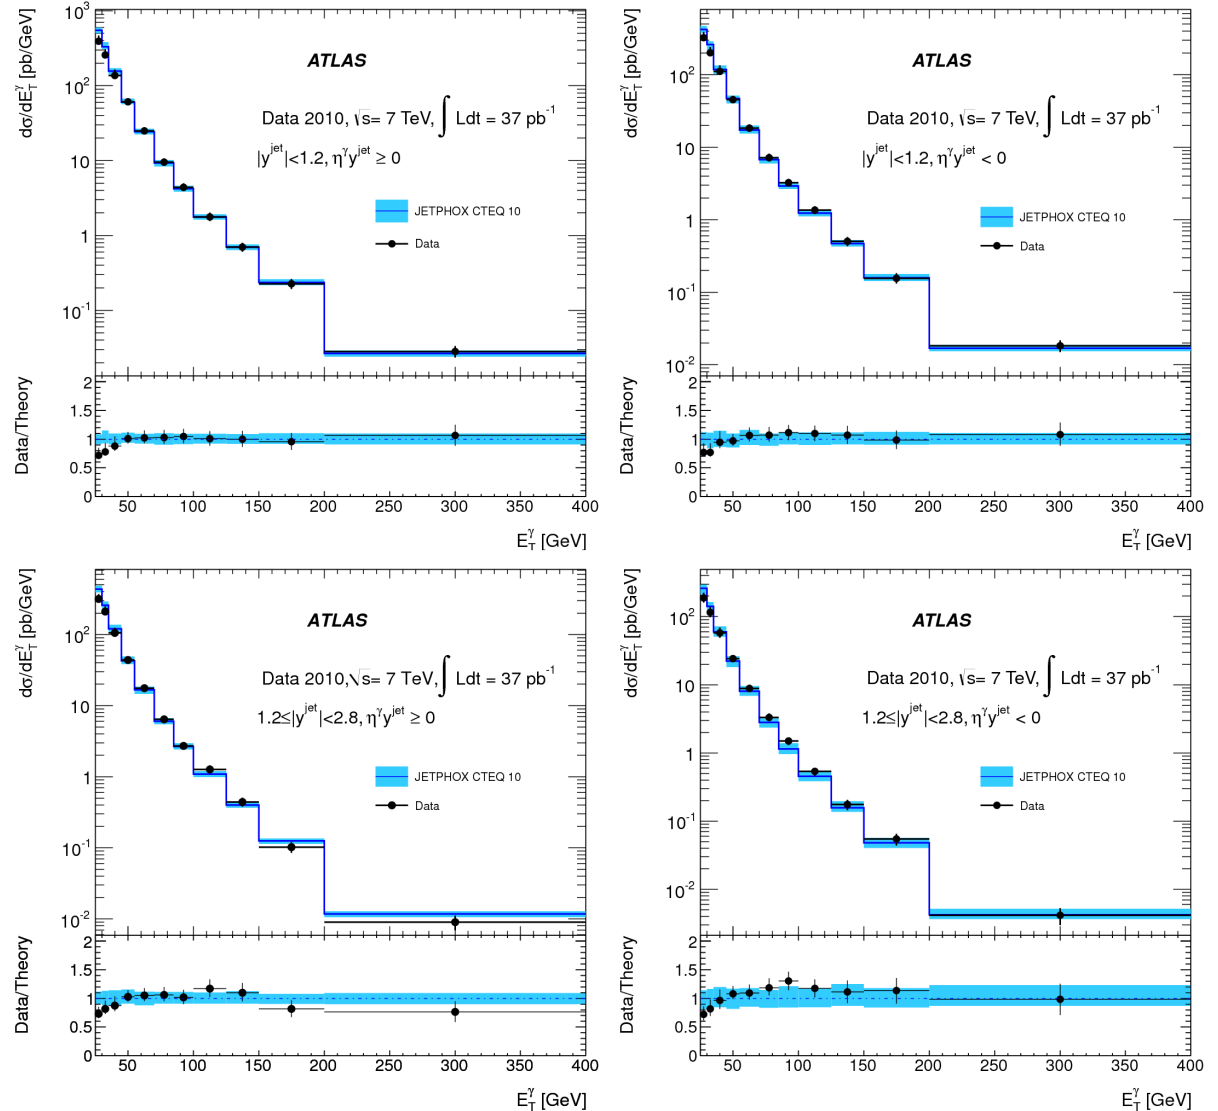 dσ/dE_T^γ [pb/GeV]
10³
10²
10
1
10⁻¹
ATLAS
Data 2010, √s= 7 TeV, ∫ Ldt = 37 pb⁻¹
|y^jet|<1.2, η^γy^jet ≥ 0
JETPHOX CTEQ 10
Data
Data/Theory
2
1.5
1
0.5
0
50 100 150 200 250 300 350 400
E_T^γ [GeV]
dσ/dE_T^γ [pb/GeV]
10²
10
1
10⁻¹
10⁻²
ATLAS
Data 2010, √s= 7 TeV, ∫ Ldt = 37 pb⁻¹
|y^jet|<1.2, η^γy^jet < 0
JETPHOX CTEQ 10
Data
Data/Theory
2
1.5
1
0.5
0
50 100 150 200 250 300 350 400
E_T^γ [GeV]
dσ/dE_T^γ [pb/GeV]
10²
10
1
10⁻¹
10⁻²
ATLAS
Data 2010,√s= 7 TeV, ∫ Ldt = 37 pb⁻¹
1.2≤|y^jet|<2.8, η^γy^jet ≥ 0
JETPHOX CTEQ 10
Data
Data/Theory
2
1.5
1
0.5
0
50 100 150 200 250 300 350 400
E_T^γ [GeV]
dσ/dE_T^γ [pb/GeV]
10²
10
1
10⁻¹
10⁻²
ATLAS
Data 2010, √s= 7 TeV, ∫ Ldt = 37 pb⁻¹
1.2≤|y^jet|<2.8, η^γy^jet < 0
JETPHOX CTEQ 10
Data
Data/Theory
2
1.5
1
0.5
0
50 100 150 200 250 300 350 400
E_T^γ [GeV]